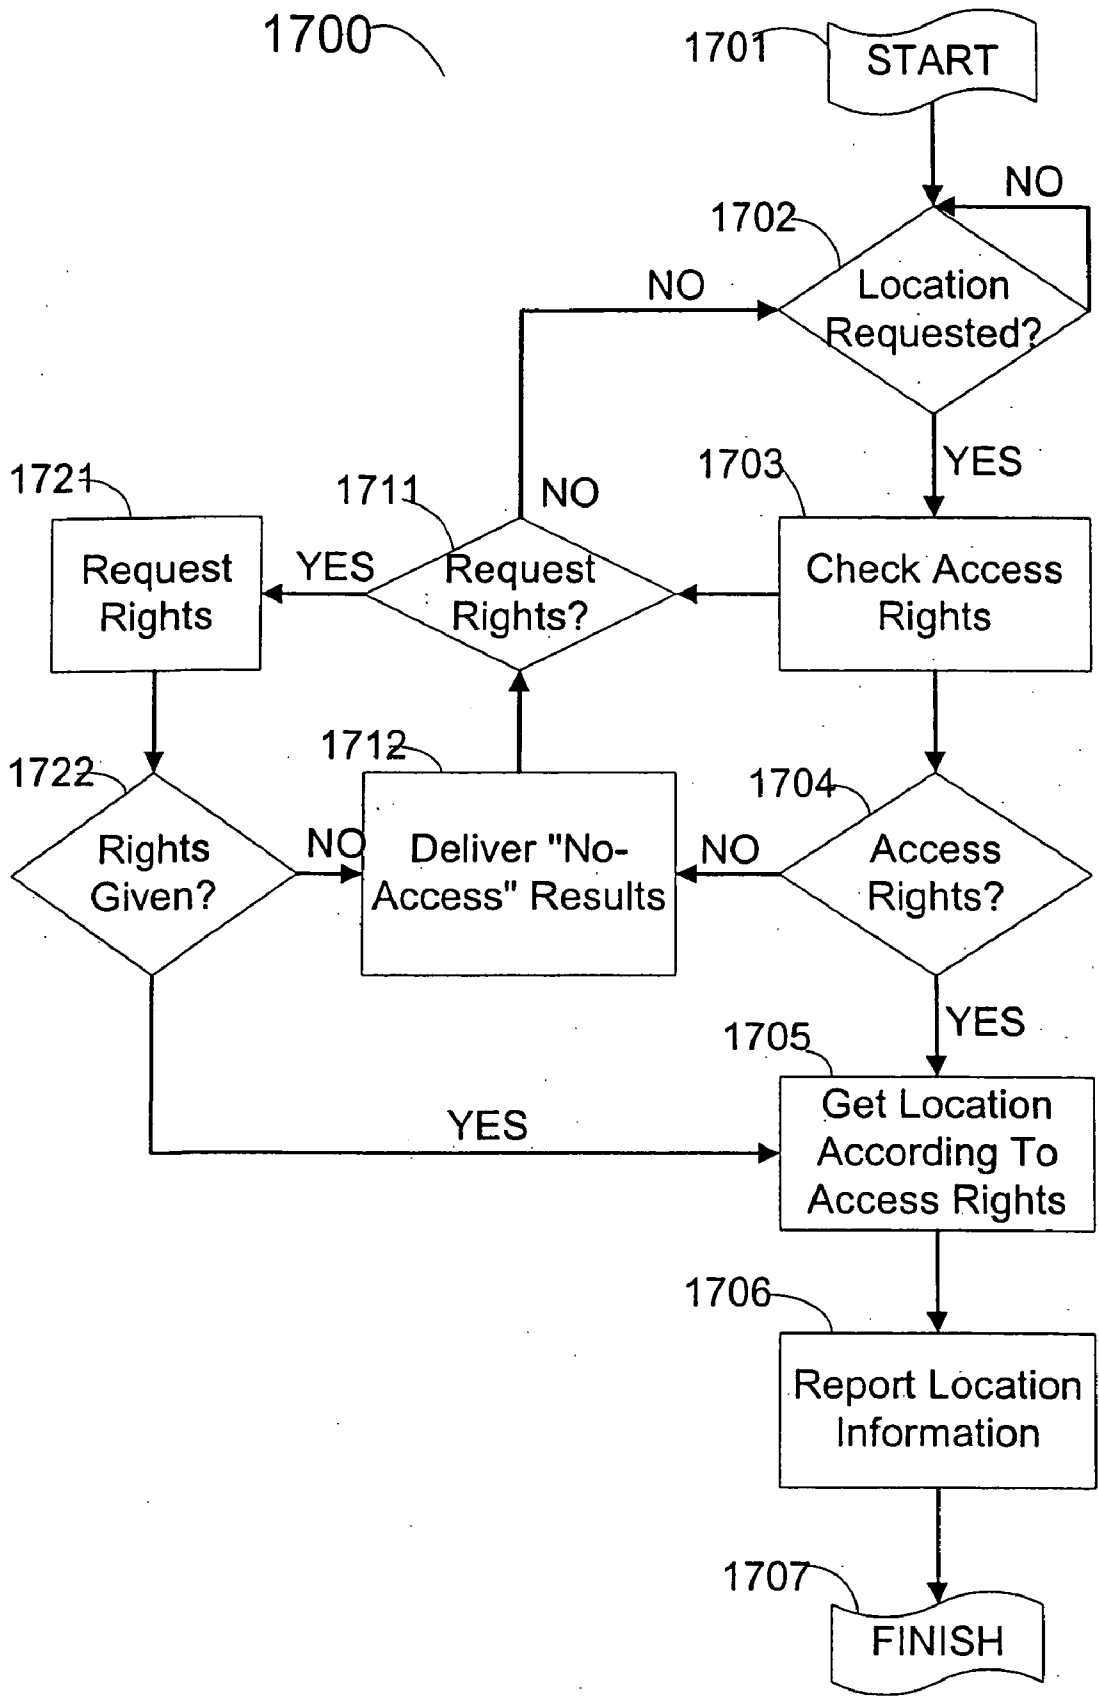 1700
1701
START
NO
1702
Location
Requested?
NO
YES
1703
Check Access
Rights
1711
NO
Request
Rights?
YES
1721
Request
Rights
1722
Rights
Given?
NO
1712
Deliver "No-
Access" Results
NO
1704
Access
Rights?
YES
1705
Get Location
According To
Access Rights
YES
1706
Report Location
Information
1707
FINISH